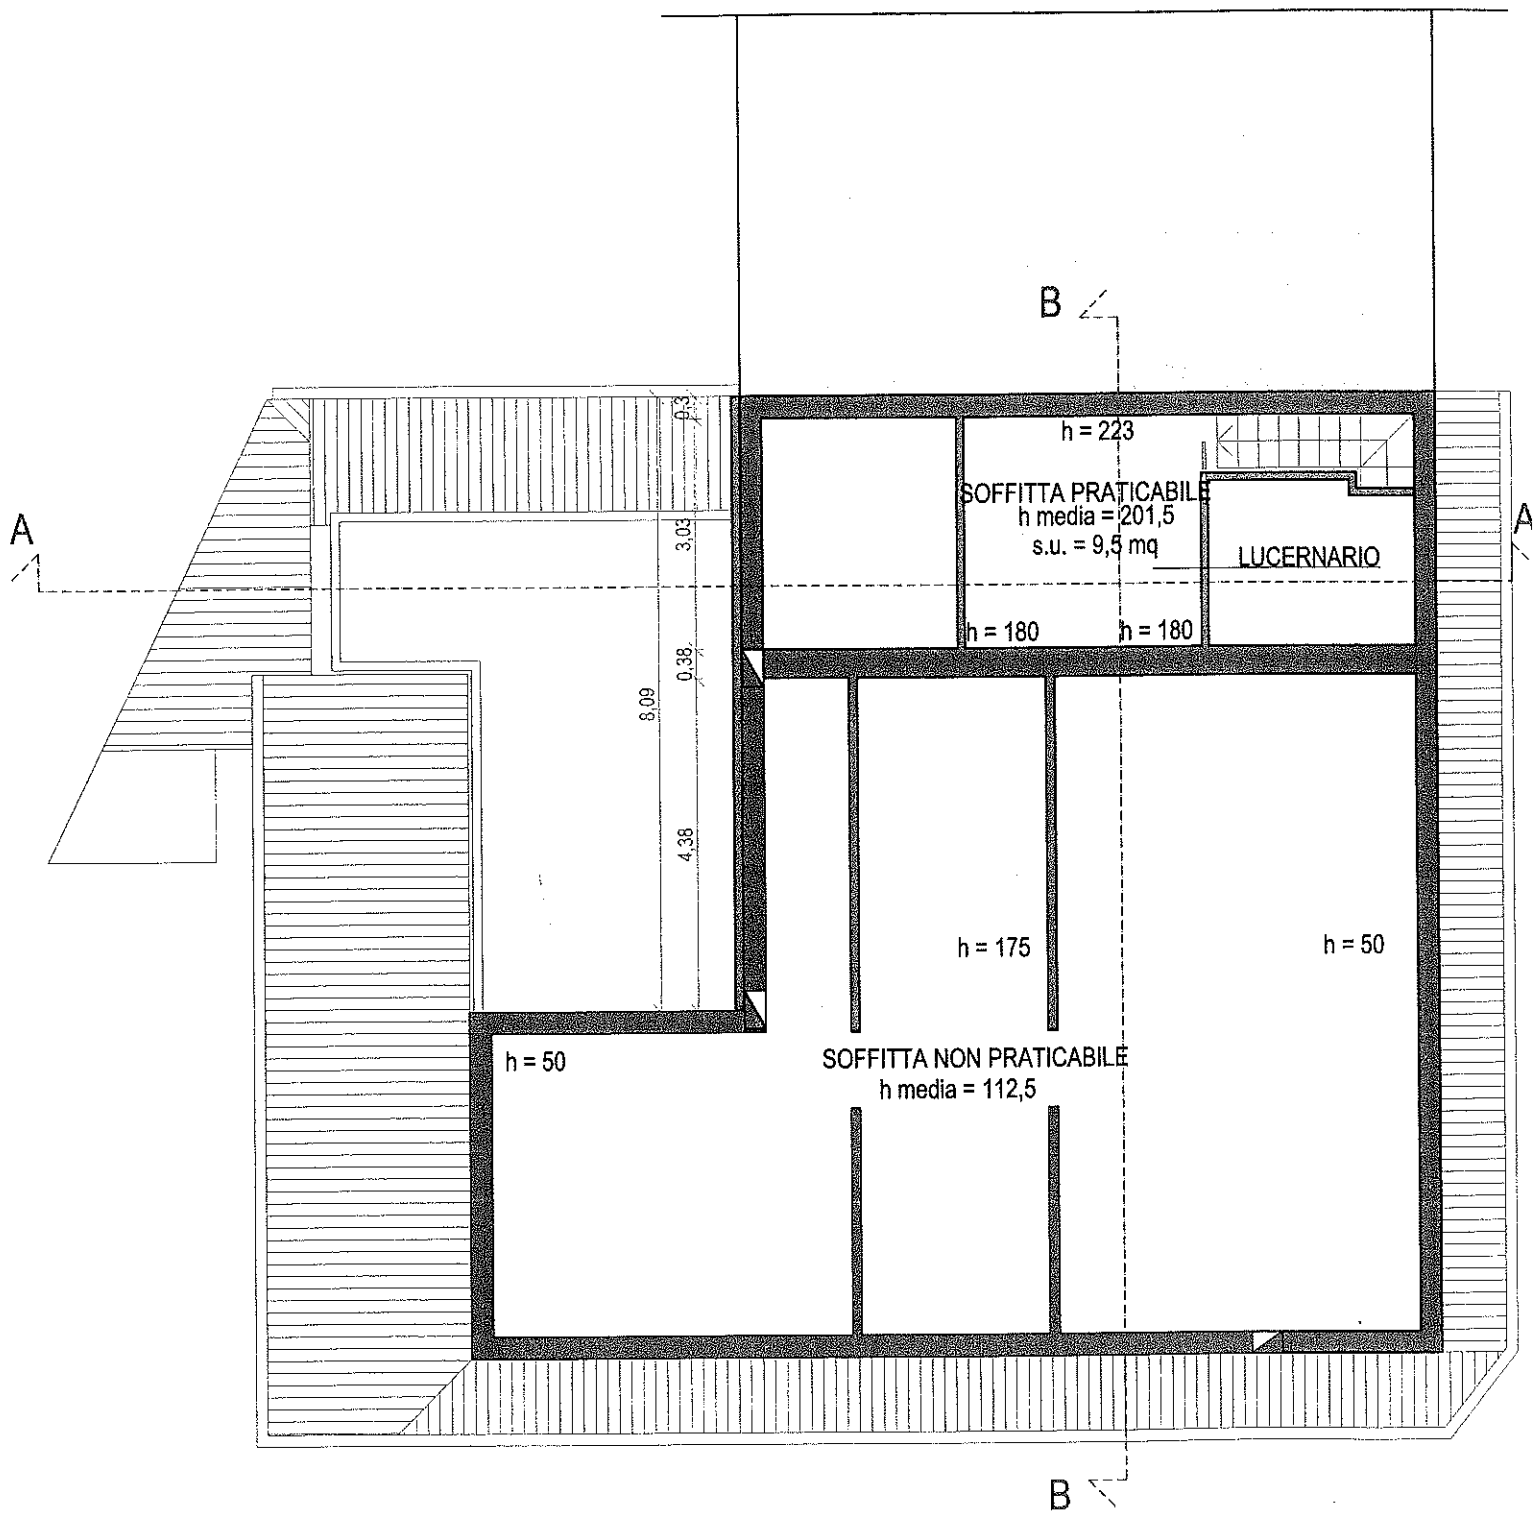 B
0,3
h = 223
SOFFITTA PRATICABILE
h media = 201,5
s.u. = 9,5 mq
LUCERNARIO
A
A
3,03
h = 180
h = 180
0,38
8,09
4,38
h = 175
h = 50
h = 50
SOFFITTA NON PRATICABILE
h media = 112,5
B